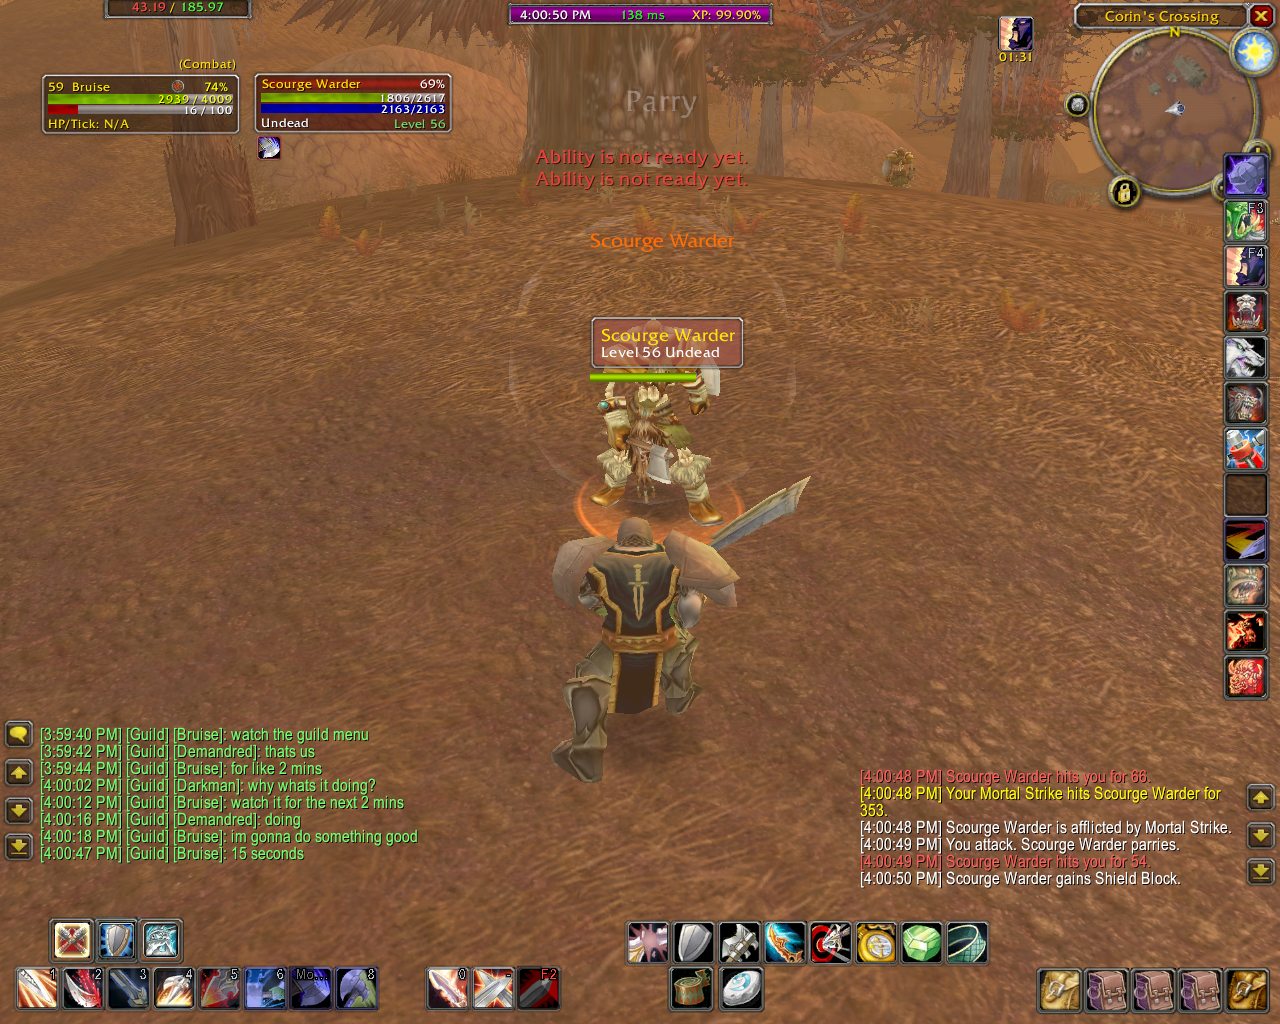 43.19 / 185.97
4:00:50 PM 138 ms XP: 99.90%
Corin's Crossing
N
01:31
(Combat)
59 Bruise 74%
2939 / 4009
16 / 100
HP/Tick: N/A
Scourge Warder 69%
1806/2617
2163/2163
Undead Level 56
Parry
Ability is not ready yet.
Ability is not ready yet.
Scourge Warder
Scourge Warder
Level 56 Undead
F3
F4
[3:59:40 PM] [Guild] [Bruise]: watch the guild menu
[3:59:42 PM] [Guild] [Demandred]: thats us
[3:59:44 PM] [Guild] [Bruise]: for like 2 mins
[4:00:02 PM] [Guild] [Darkman]: why whats it doing?
[4:00:12 PM] [Guild] [Bruise]: watch it for the next 2 mins
[4:00:16 PM] [Guild] [Demandred]: doing
[4:00:18 PM] [Guild] [Bruise]: im gonna do something good
[4:00:47 PM] [Guild] [Bruise]: 15 seconds
[4:00:48 PM] Scourge Warder hits you for 66.
[4:00:48 PM] Your Mortal Strike hits Scourge Warder for
353.
[4:00:48 PM] Scourge Warder is afflicted by Mortal Strike.
[4:00:49 PM] You attack. Scourge Warder parries.
[4:00:49 PM] Scourge Warder hits you for 54.
[4:00:50 PM] Scourge Warder gains Shield Block.
1 2 3 4 5 6 Mo... 8 0 - F2